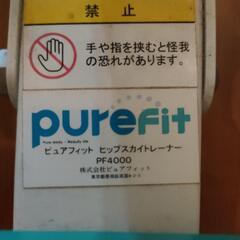 禁止
手や指を挟むと怪我
の恐れがあります。
purefit
Pure body - Beauty life
ピュアフィット ヒップスカイトレーナー
PF4000
株式会社ピュアフィット